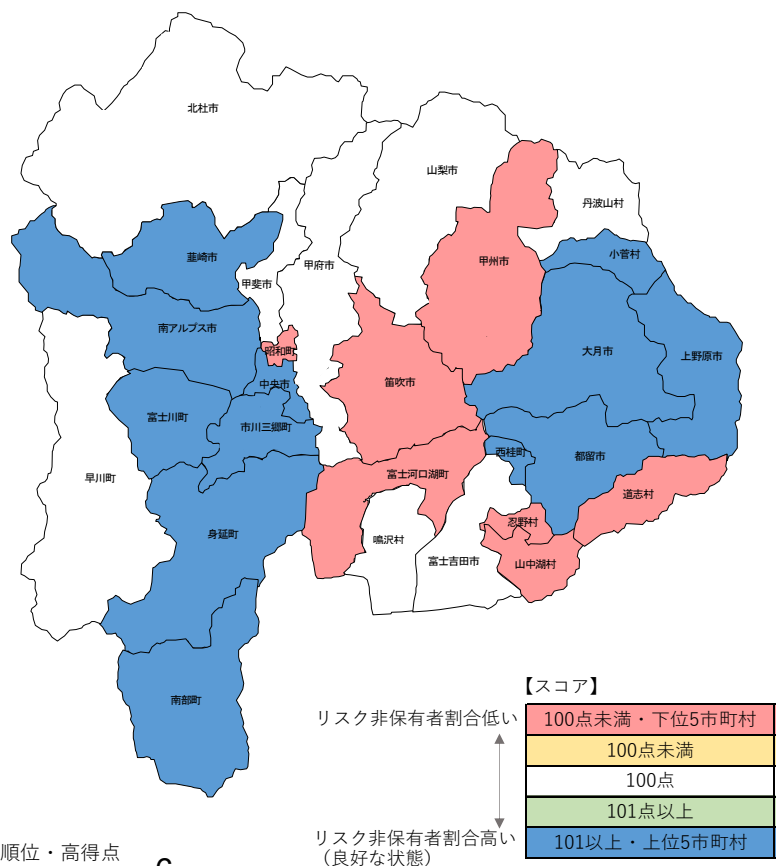 北杜市
山梨市
丹波山村
韮崎市
甲斐市
甲府市
甲州市
小菅村
南アルプス市
昭和町
大月市
上野原市
中央市
笛吹市
富士川町
市川三郷町
西桂町
都留市
早川町
富士河口湖町
道志村
身延町
鳴沢村
忍野村
富士吉田市
山中湖村
南部町
【スコア】
リスク非保有者割合低い
100点未満・下位5市町村
100点未満
100点
101点以上
リスク非保有者割合高い
（良好な状態）
101以上・上位5市町村
順位・高得点